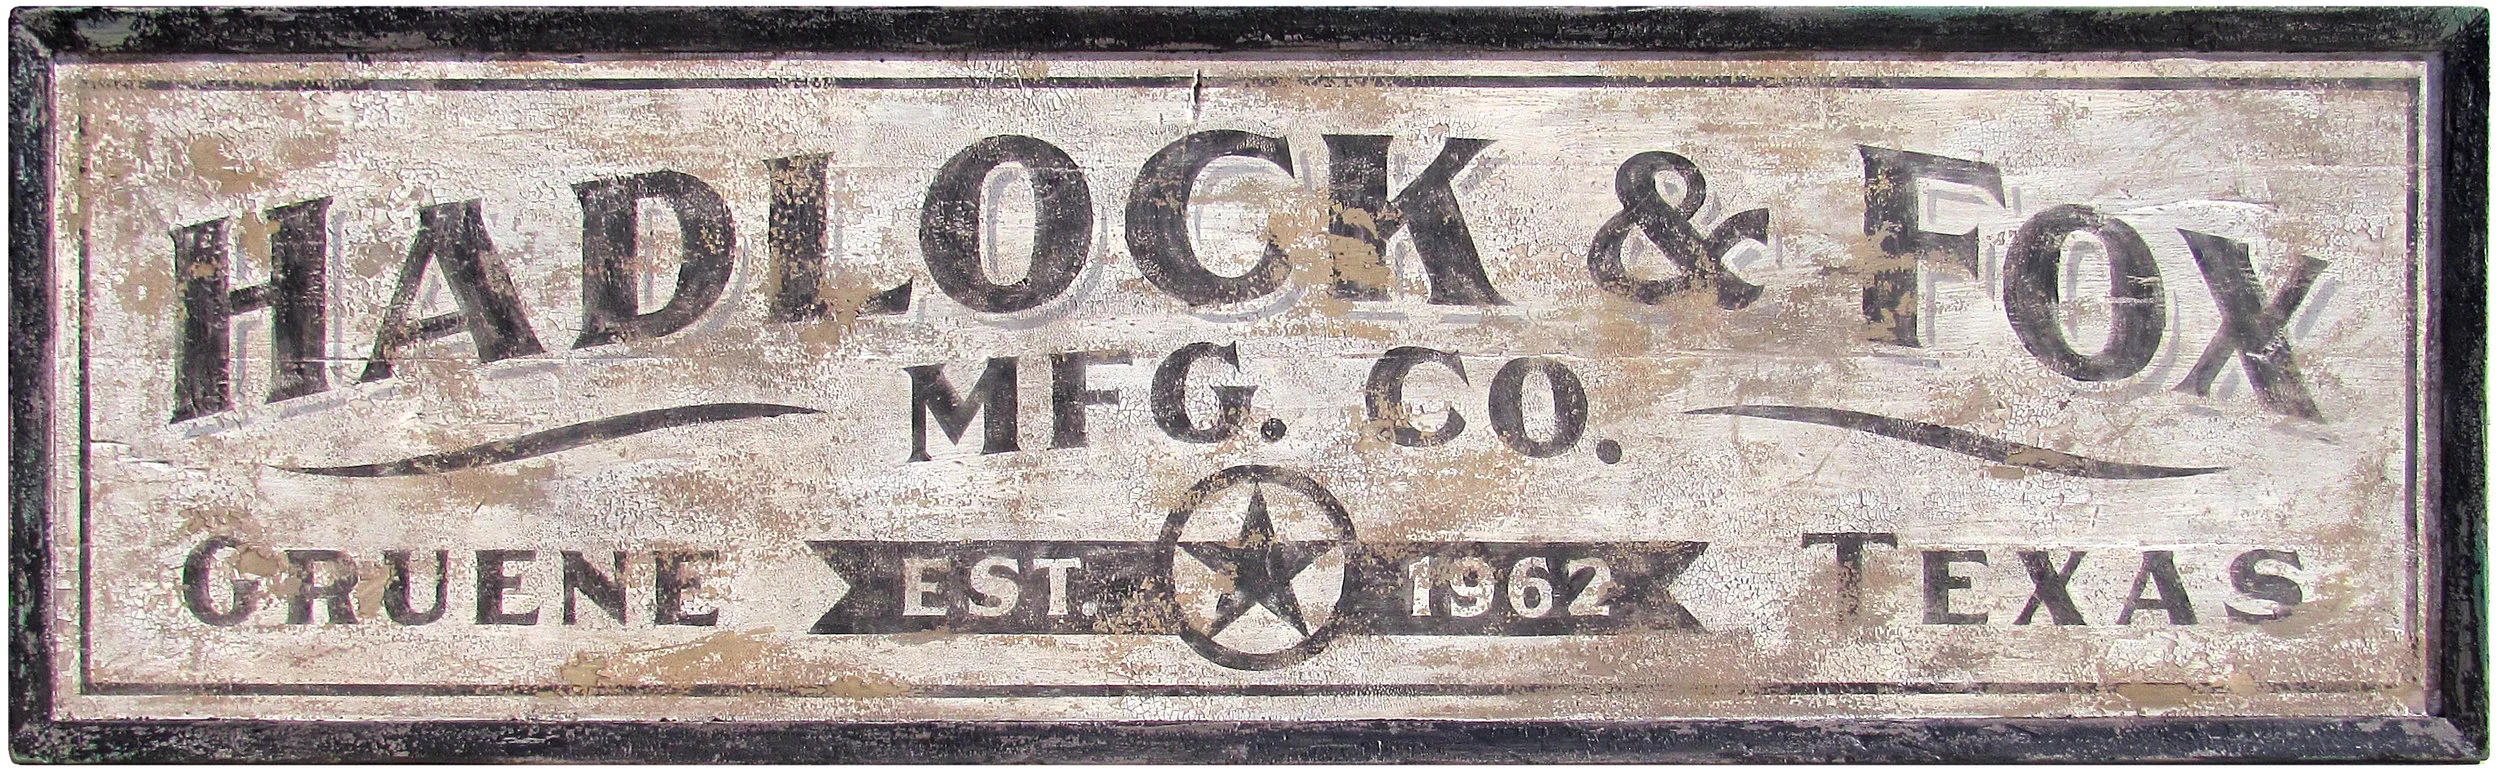 HADLOCK & FOX
MFG. CO.
GRUENE EST. 1962 TEXAS